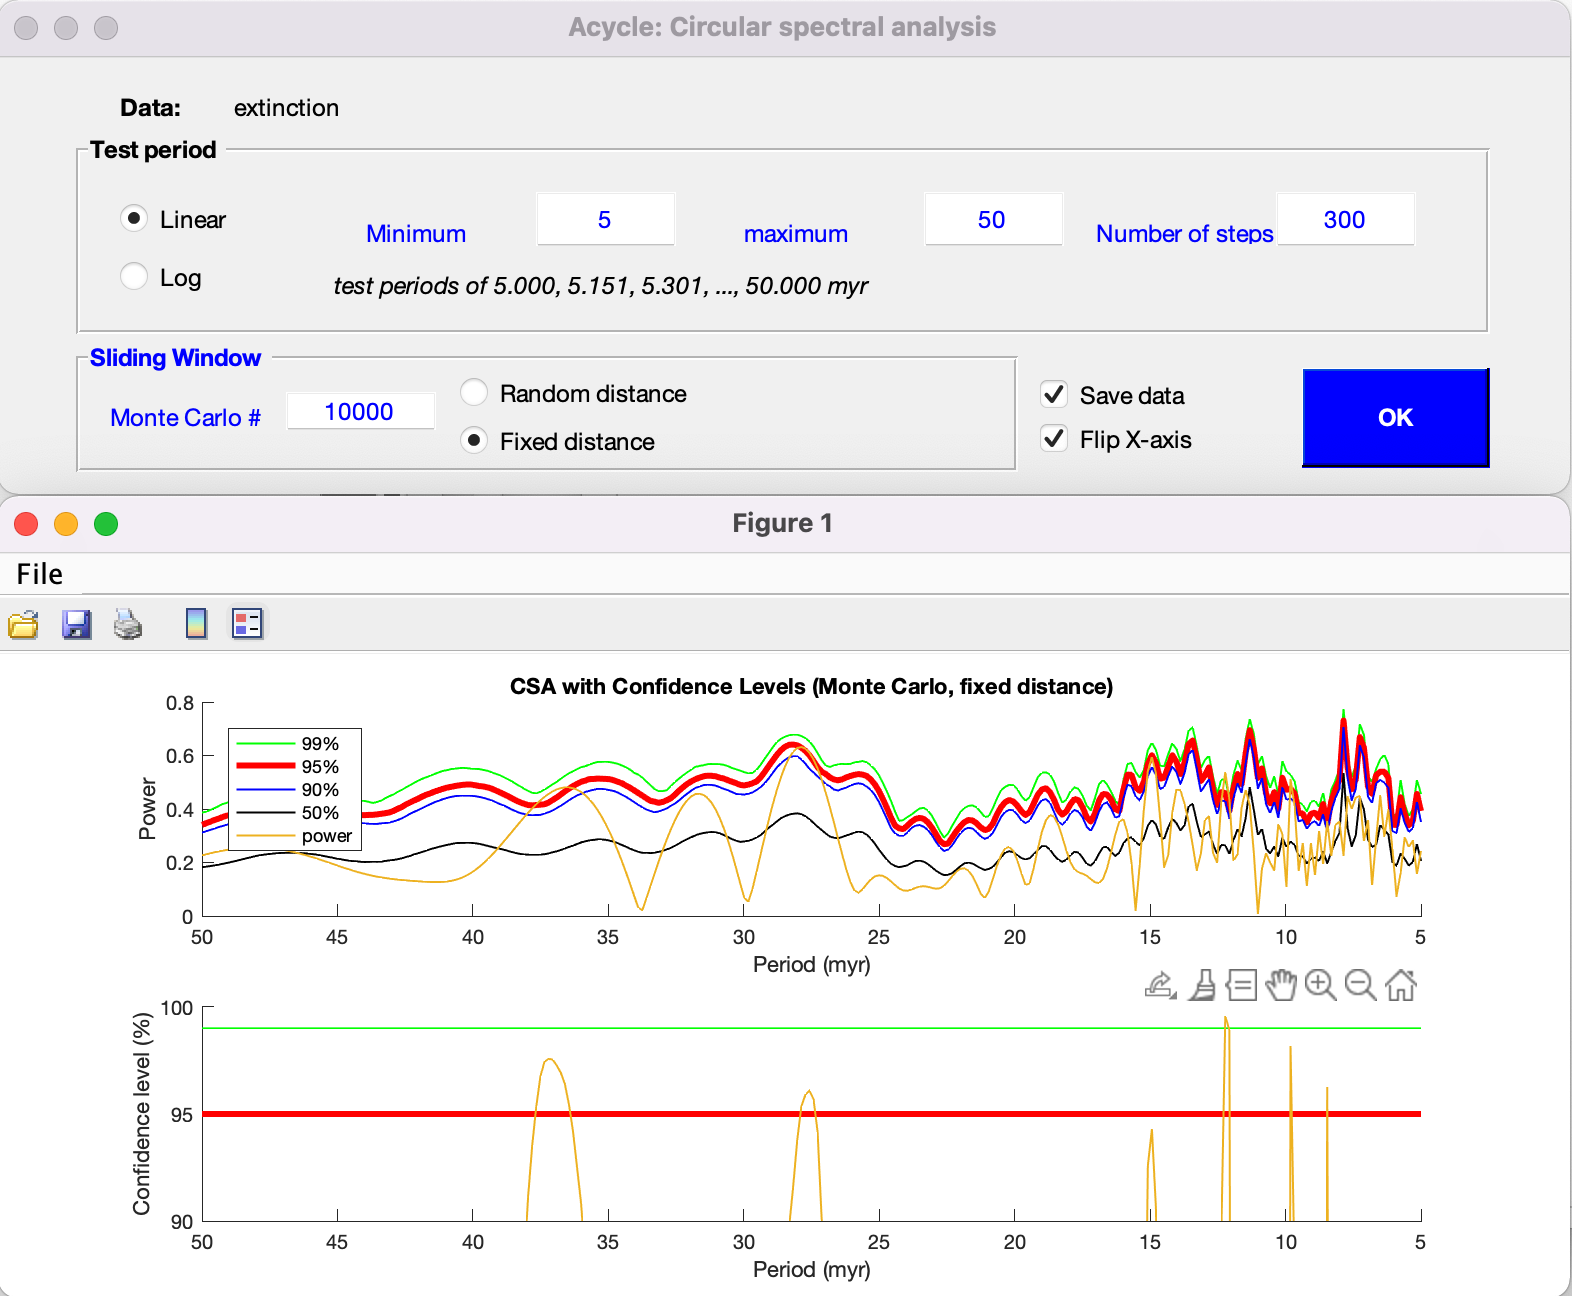 Acycle: Circular spectral analysis
Data: extinction
Test period
Linear Minimum 5 maximum 50 Number of steps 300
Log test periods of 5.000, 5.151, 5.301, ..., 50.000 myr
Sliding Window
Monte Carlo # 10000
Random distance
Fixed distance
Save data
Flip X-axis
OK
Figure 1
File
CSA with Confidence Levels (Monte Carlo, fixed distance)
Power
0.8
0.6
0.4
0.2
0
99%
95%
90%
50%
power
50 45 40 35 30 25 20 15 10 5
Period (myr)
Confidence level (%)
100
95
90
50 45 40 35 30 25 20 15 10 5
Period (myr)